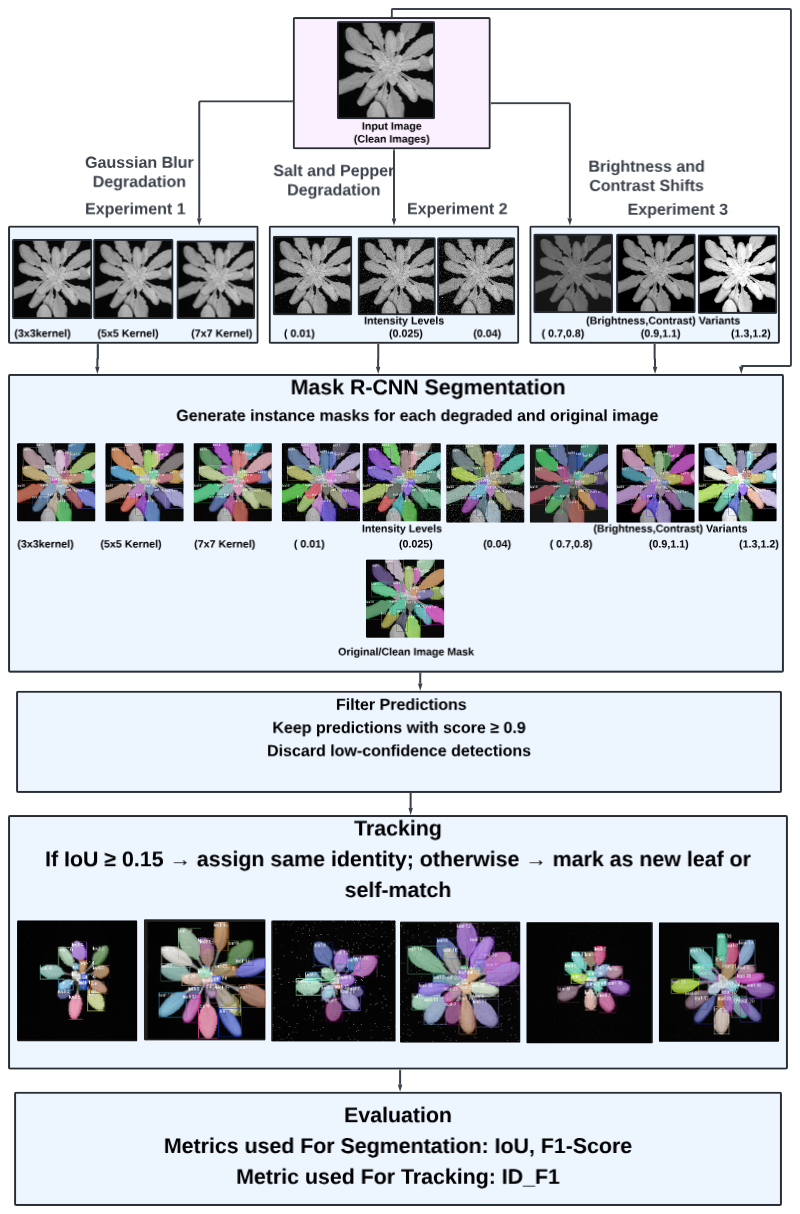 Input Image
(Clean Images)
Gaussian Blur
Degradation
Experiment 1
Salt and Pepper
Degradation
Experiment 2
Brightness and
Contrast Shifts
Experiment 3
(3x3kernel) (5x5 Kernel) (7x7 Kernel)
Intensity Levels
( 0.01) (0.025) (0.04)
(Brightness,Contrast) Variants
( 0.7,0.8) (0.9,1.1) (1.3,1.2)
Mask R-CNN Segmentation
Generate instance masks for each degraded and original image
Intensity Levels (Brightness,Contrast) Variants
(3x3kernel) (5x5 Kernel) (7x7 Kernel) ( 0.01) (0.025) (0.04) ( 0.7,0.8) (0.9,1.1) (1.3,1.2)
Original/Clean Image Mask
Filter Predictions
Keep predictions with score ≥ 0.9
Discard low-confidence detections
Tracking
If IoU ≥ 0.15 → assign same identity; otherwise → mark as new leaf or
self-match
Evaluation
Metrics used For Segmentation: IoU, F1-Score
Metric used For Tracking: ID_F1